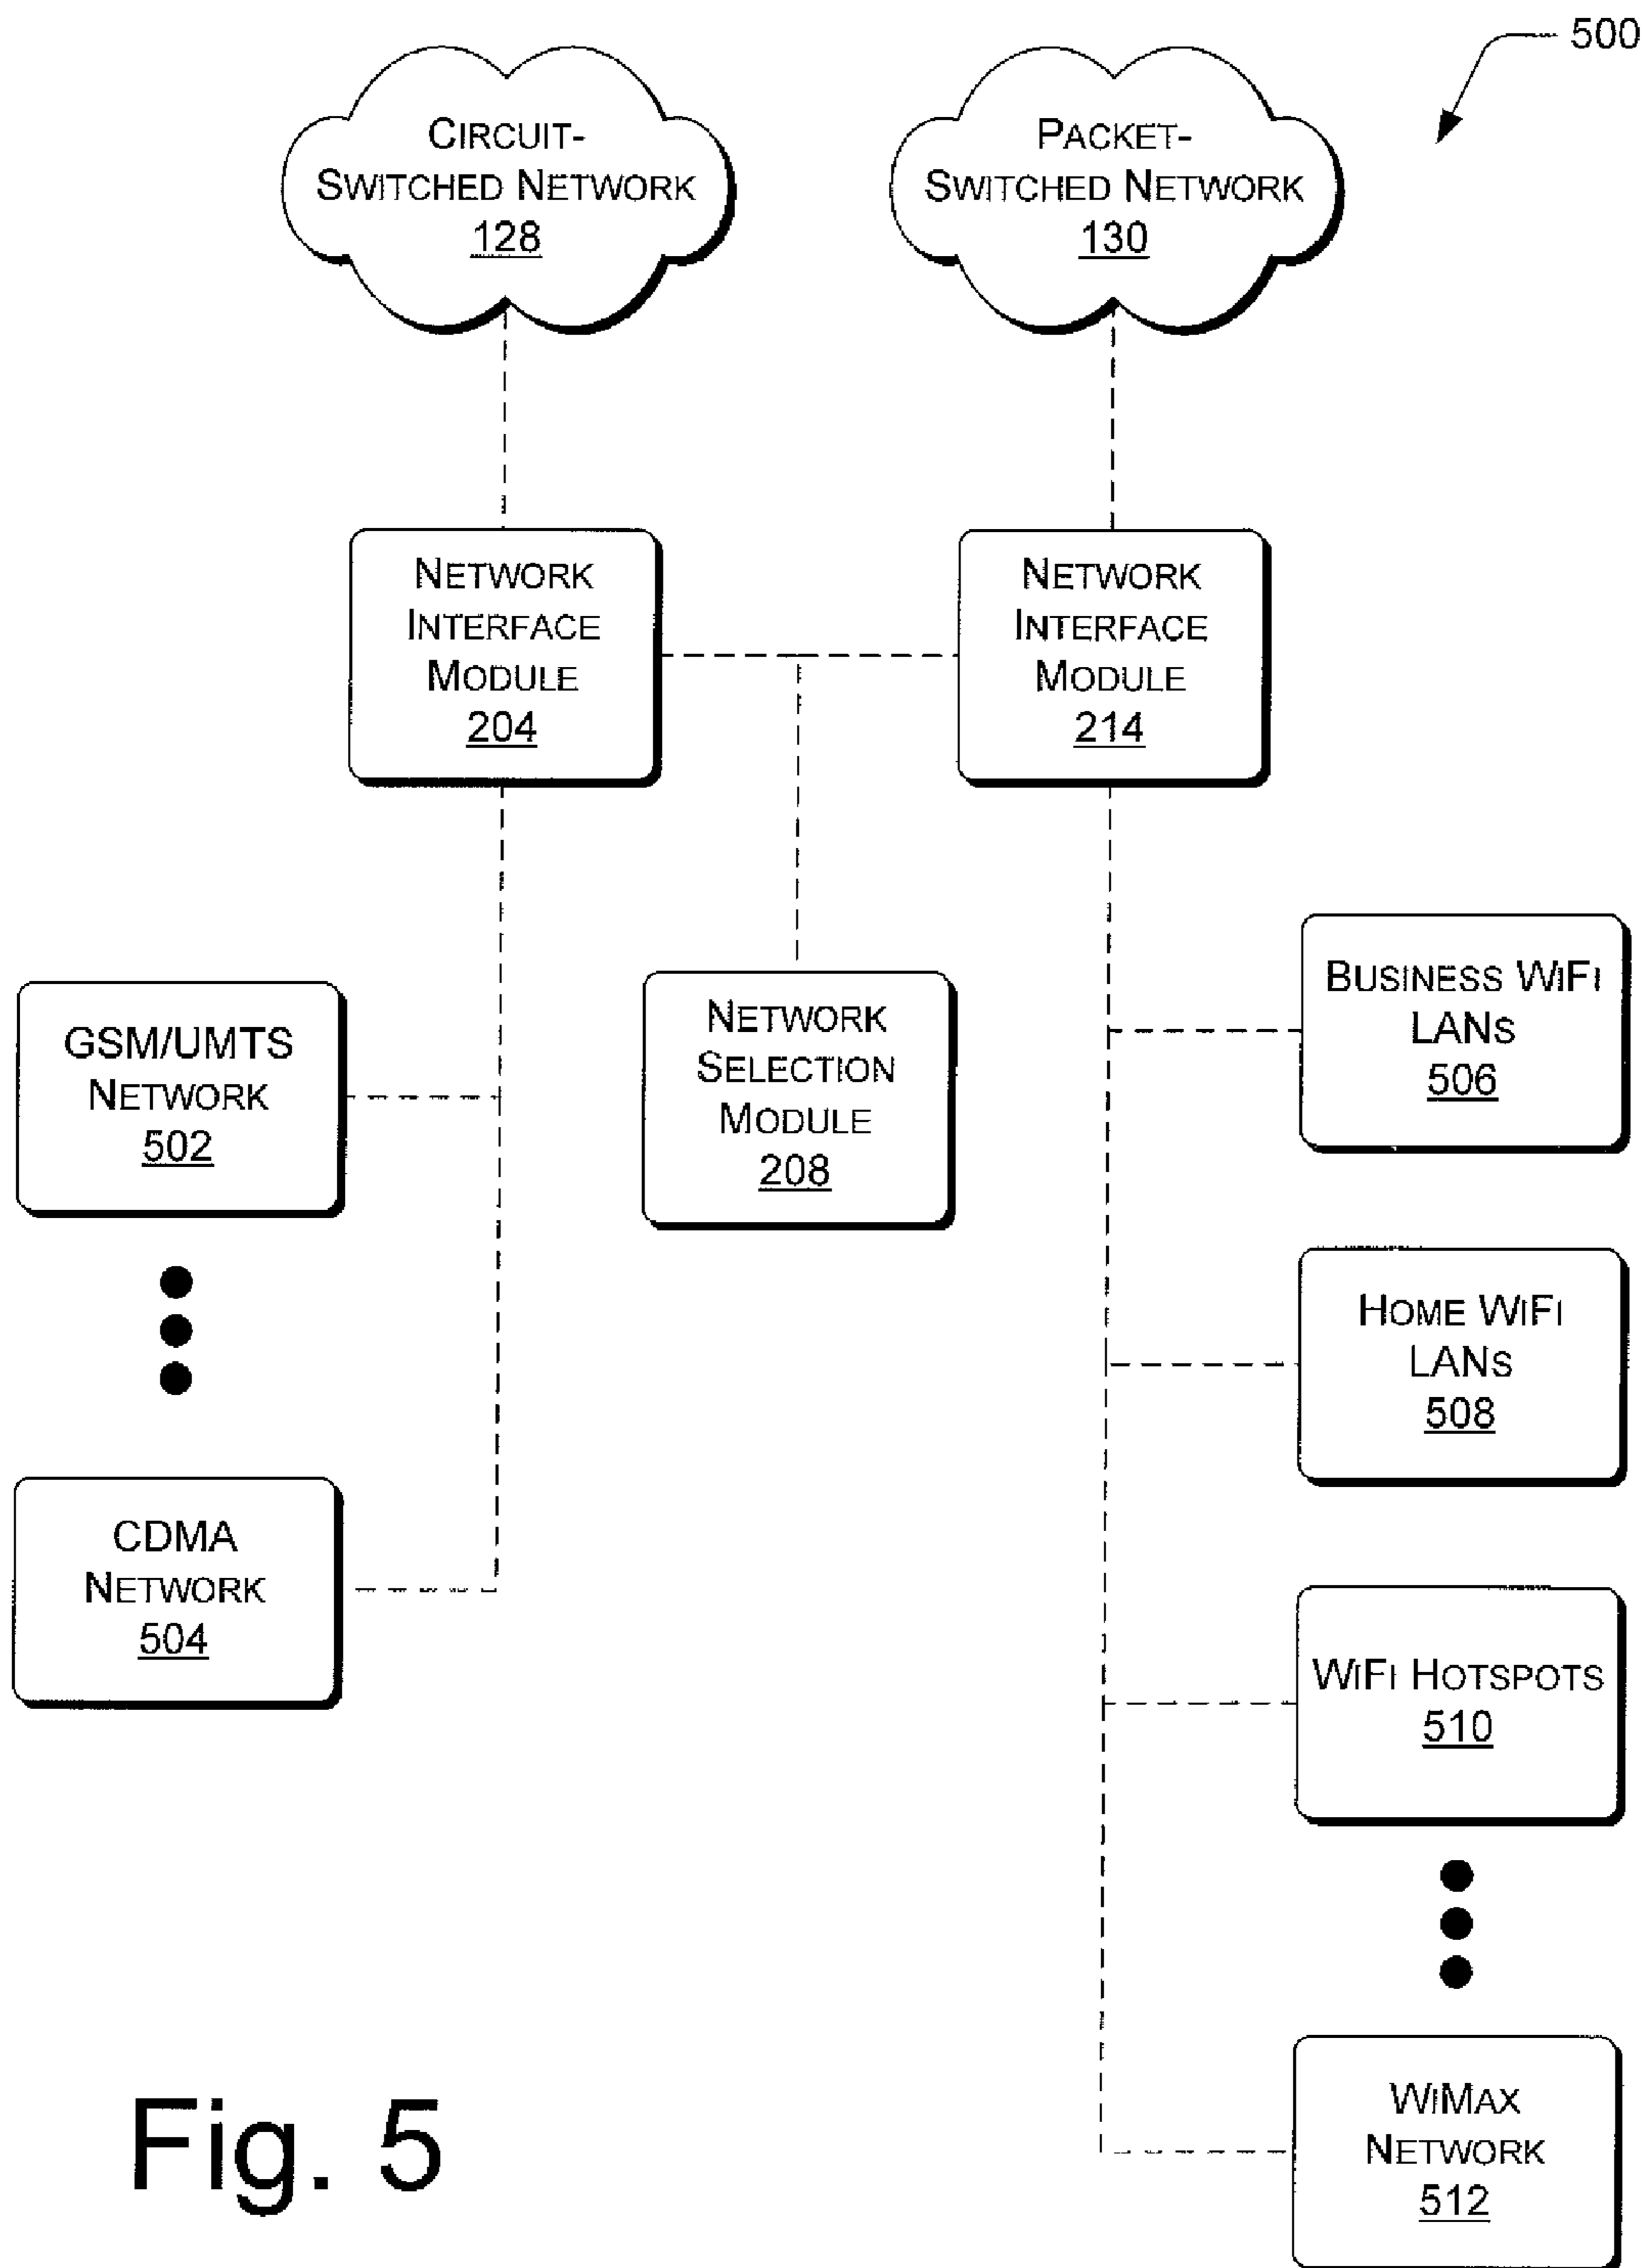 500
CIRCUIT-
SWITCHED NETWORK
128
PACKET-
SWITCHED NETWORK
130
NETWORK
INTERFACE
MODULE
204
NETWORK
INTERFACE
MODULE
214
GSM/UMTS
NETWORK
502
NETWORK
SELECTION
MODULE
208
BUSINESS WIFI
LANS
506
HOME WIFI
LANS
508
CDMA
NETWORK
504
WIFI HOTSPOTS
510
WIMAX
NETWORK
512
Fig. 5